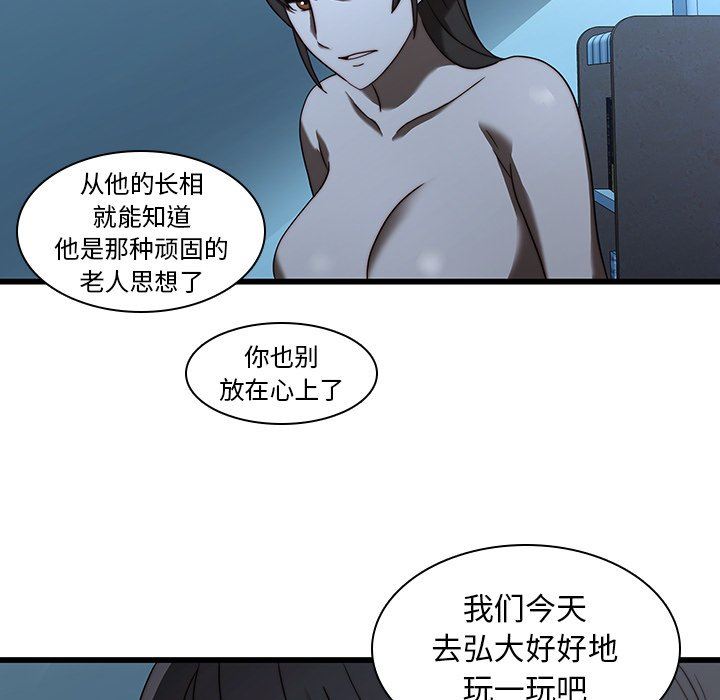 从他的长相
就能知道
他是那种顽固的
老人思想了
你也别
放在心上了
我们今天
去弘大好好地
玩一玩吧